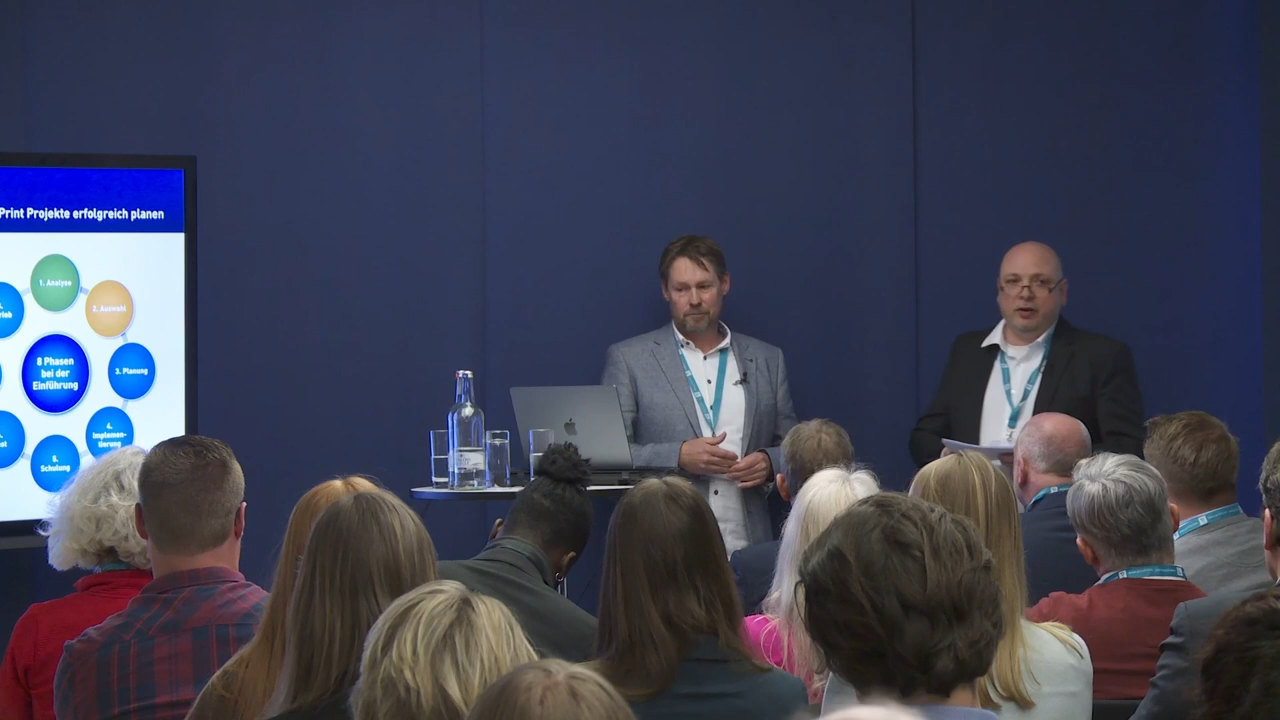 Print Projekte erfolgreich planen
1. Analyse
2. Auswahl
8 Phasen
bei der
Einführung
3. Planung
4.
Implemen-
tierung
5.
Schulung